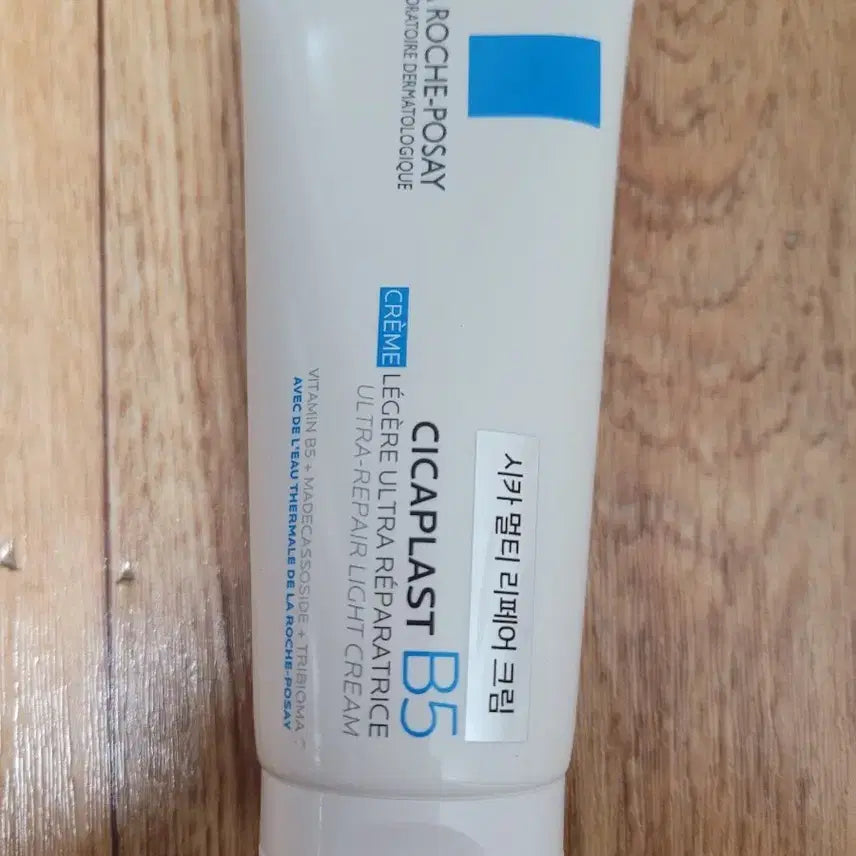 ROCHE-POSAY
LABORATOIRE DERMATOLOGIQUE
시카 멀티 리페어 크림
CICAPLAST B5
CRÈME LÉGÈRE ULTRA RÉPARATRICE
ULTRA-REPAIR LIGHT CREAM
VITAMIN B5 + MADECASSOSIDE + TRIBIOMA
AVEC DE L'EAU THERMALE DE LA ROCHE-POSAY